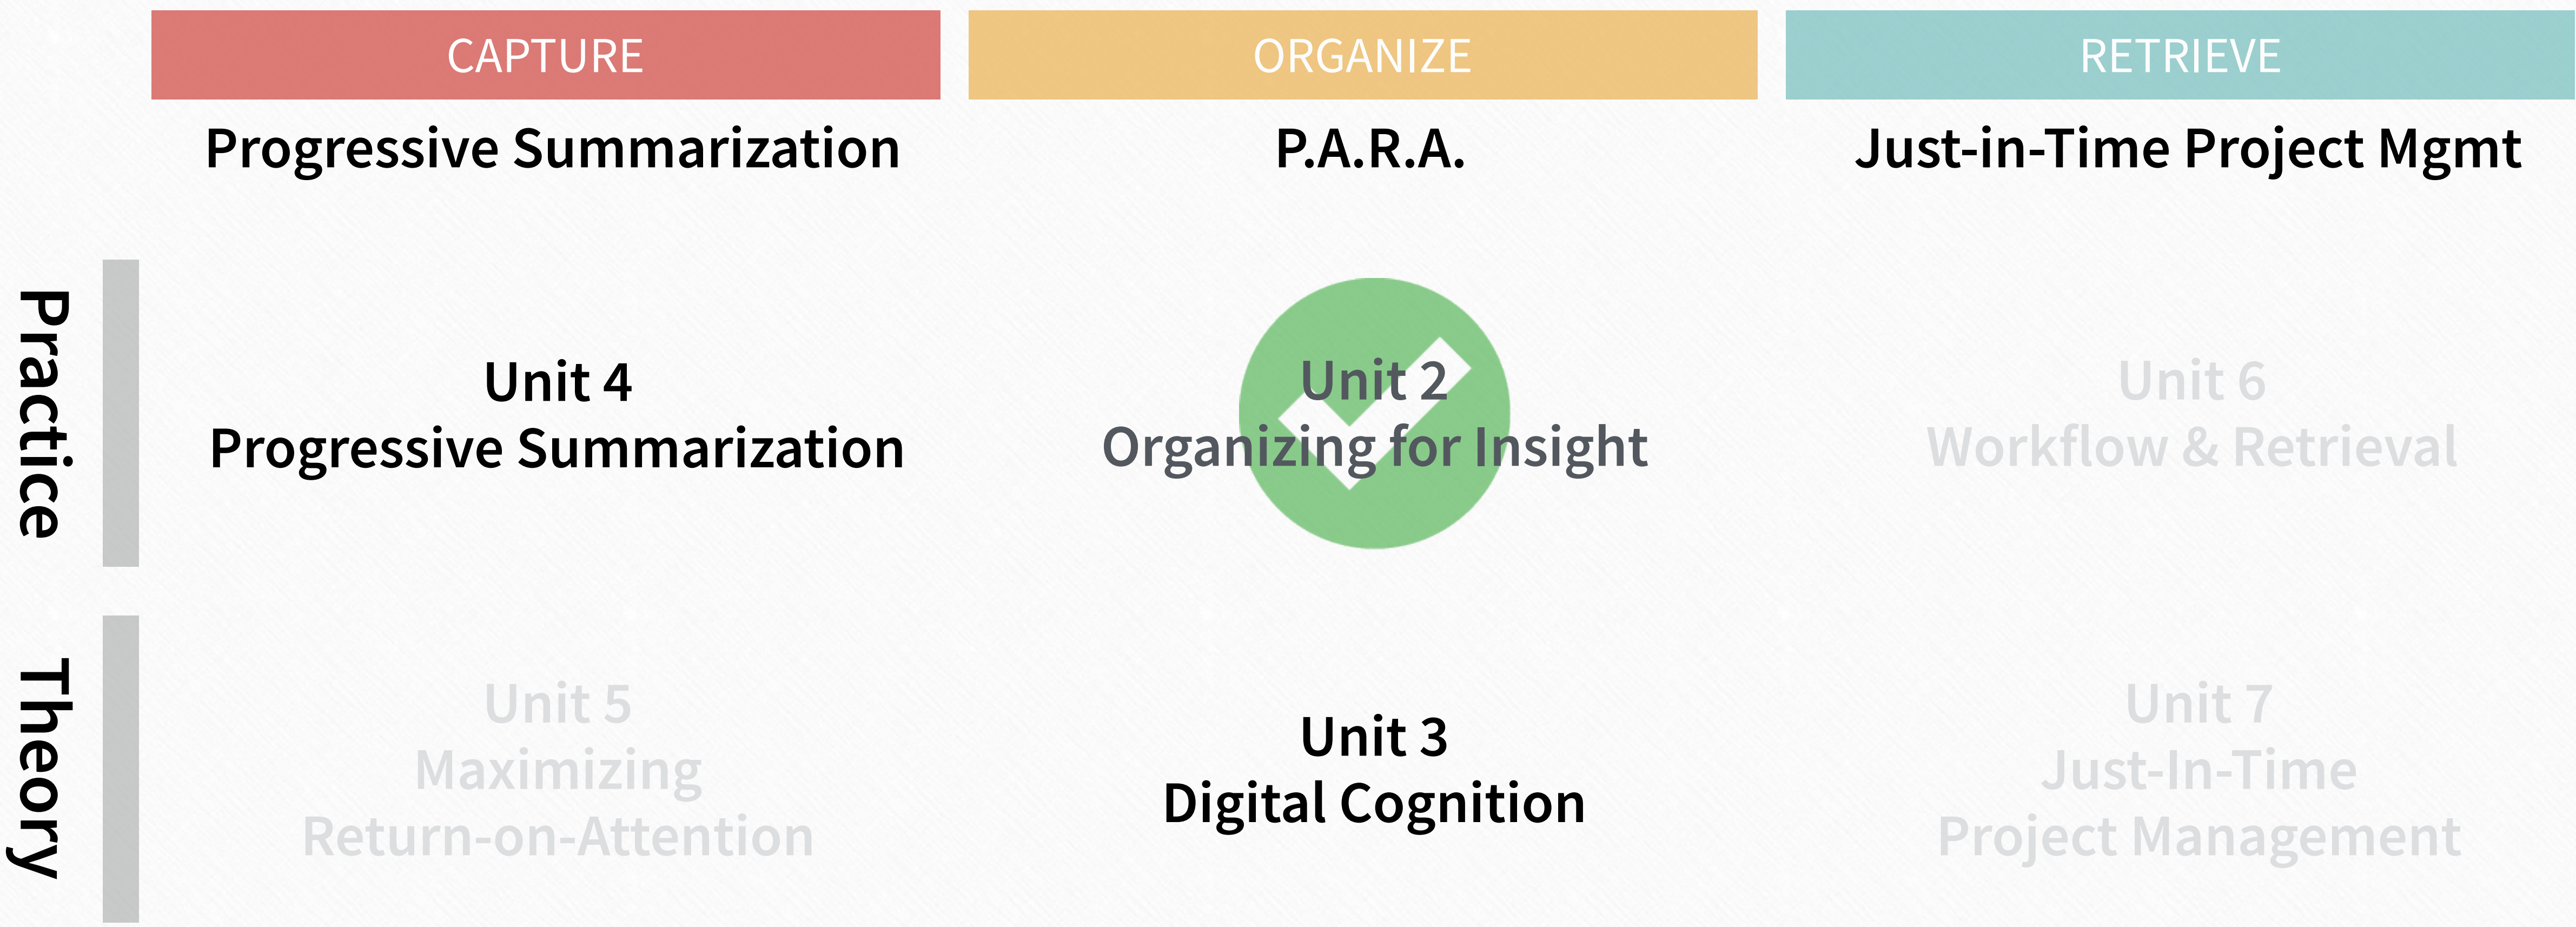 CAPTURE
ORGANIZE
RETRIEVE
Progressive Summarization
P.A.R.A.
Just-in-Time Project Mgmt
Practice
Unit 4
Progressive Summarization
Unit 2
Organizing for Insight
Unit 6
Workflow & Retrieval
Theory
Unit 5
Maximizing
Return-on-Attention
Unit 3
Digital Cognition
Unit 7
Just-In-Time
Project Management